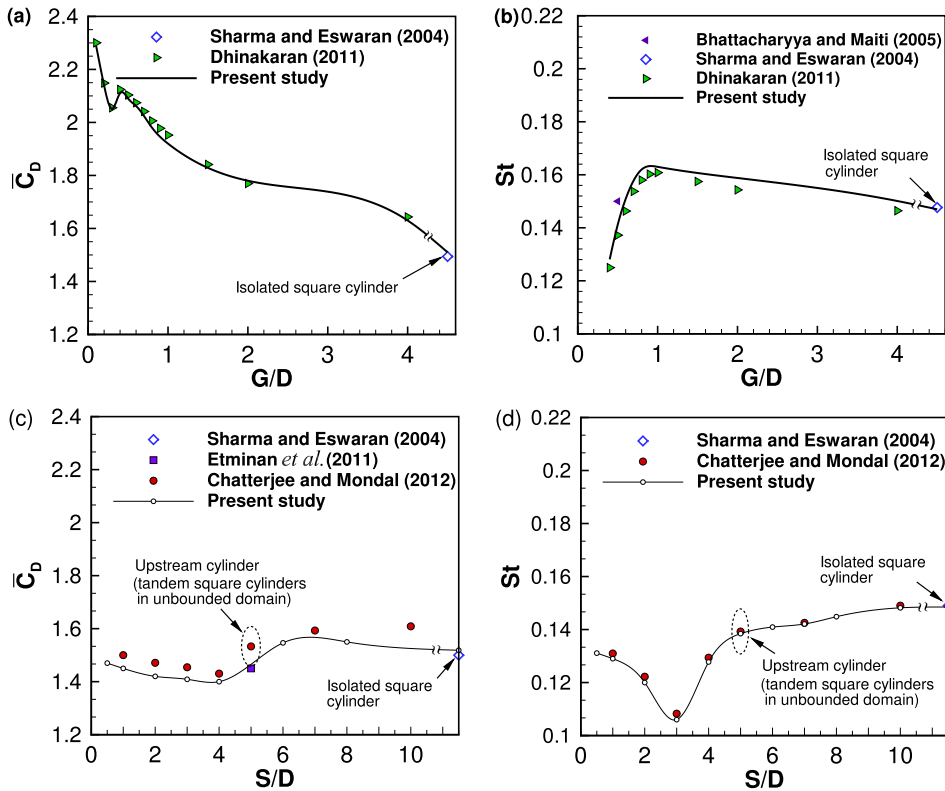 (a)
2.4
2.2
2
1.8
1.6
1.4
1.2
C̅D
Sharma and Eswaran (2004)
Dhinakaran (2011)
Present study
Isolated square cylinder
0 1 2 3 4
G/D
(b)
0.22
0.2
0.18
0.16
0.14
0.12
0.1
St
Bhattacharyya and Maiti (2005)
Sharma and Eswaran (2004)
Dhinakaran (2011)
Present study
Isolated square
cylinder
0 1 2 3 4
G/D
(c)
2.4
2.2
2
1.8
1.6
1.4
1.2
C̅D
Sharma and Eswaran (2004)
Etminan et al. (2011)
Chatterjee and Mondal (2012)
Present study
Upstream cylinder
(tandem square cylinders
in unbounded domain)
Isolated square
cylinder
0 2 4 6 8 10
S/D
(d)
0.22
0.2
0.18
0.16
0.14
0.12
0.1
St
Sharma and Eswaran (2004)
Chatterjee and Mondal (2012)
Present study
Isolated square
cylinder
Upstream cylinder
(tandem square cylinders
in unbounded domain)
0 2 4 6 8 10
S/D